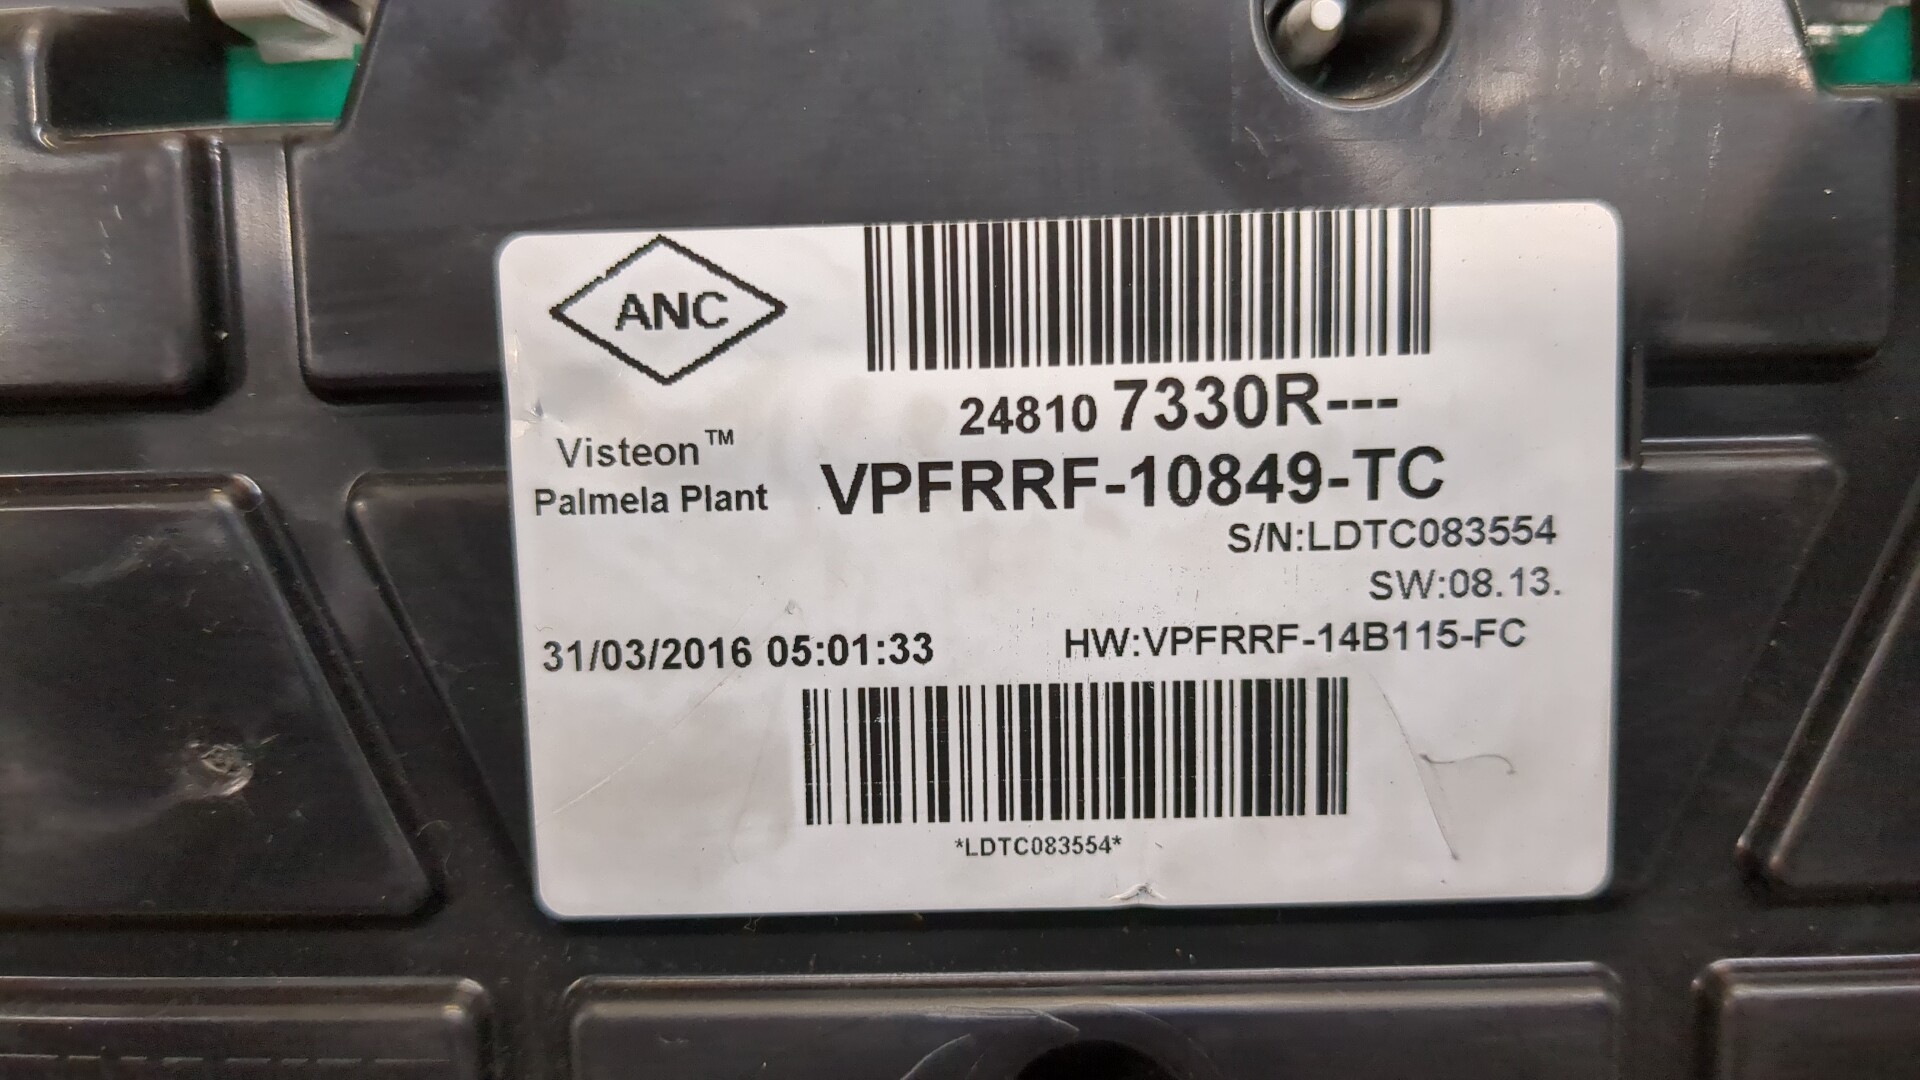 ANC
24810 7330R---
Visteon™
Palmela Plant
VPFRRF-10849-TC
S/N:LDTC083554
SW:08.13.
31/03/2016 05:01:33
HW:VPFRRF-14B115-FC
*LDTC083554*